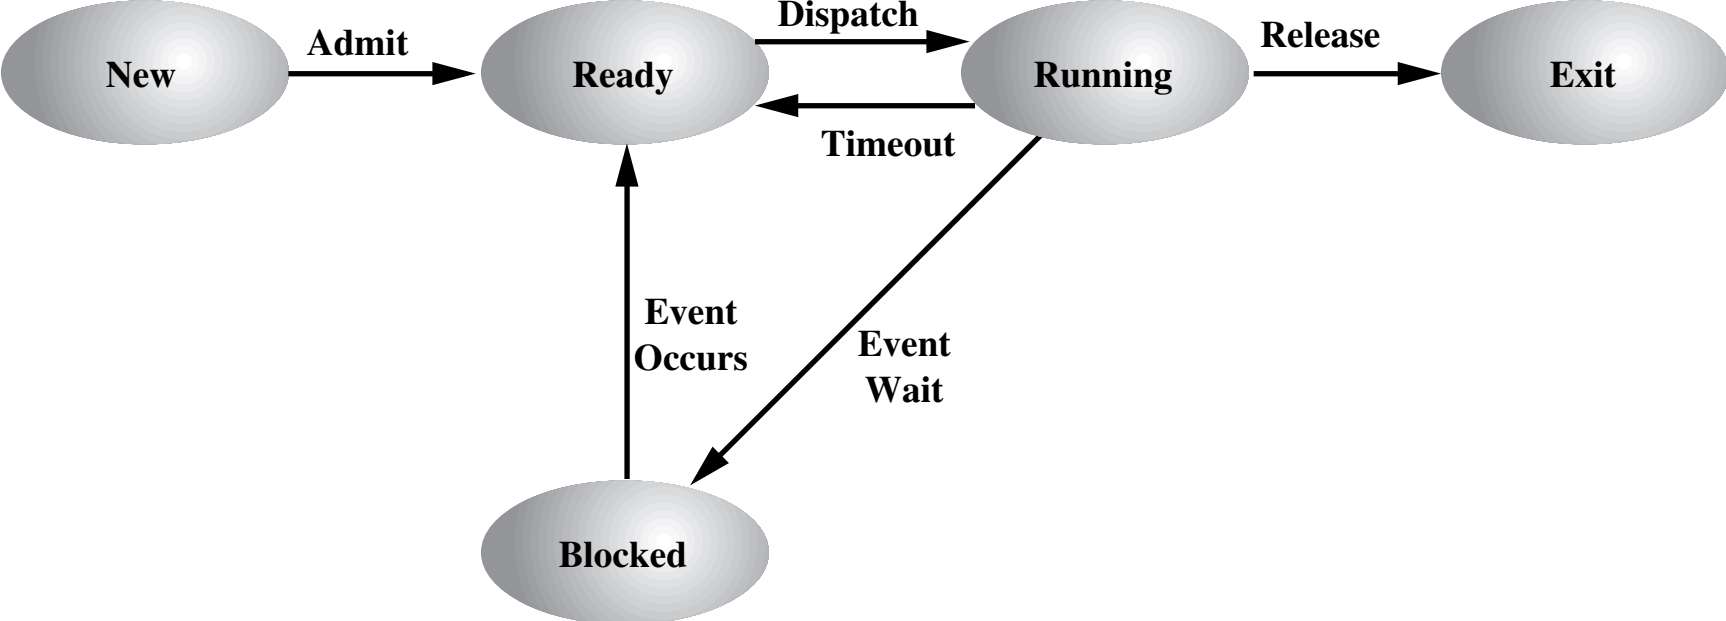 Dispatch
Admit
Release
New
Ready
Running
Exit
Timeout
Event
Occurs
Event
Wait
Blocked